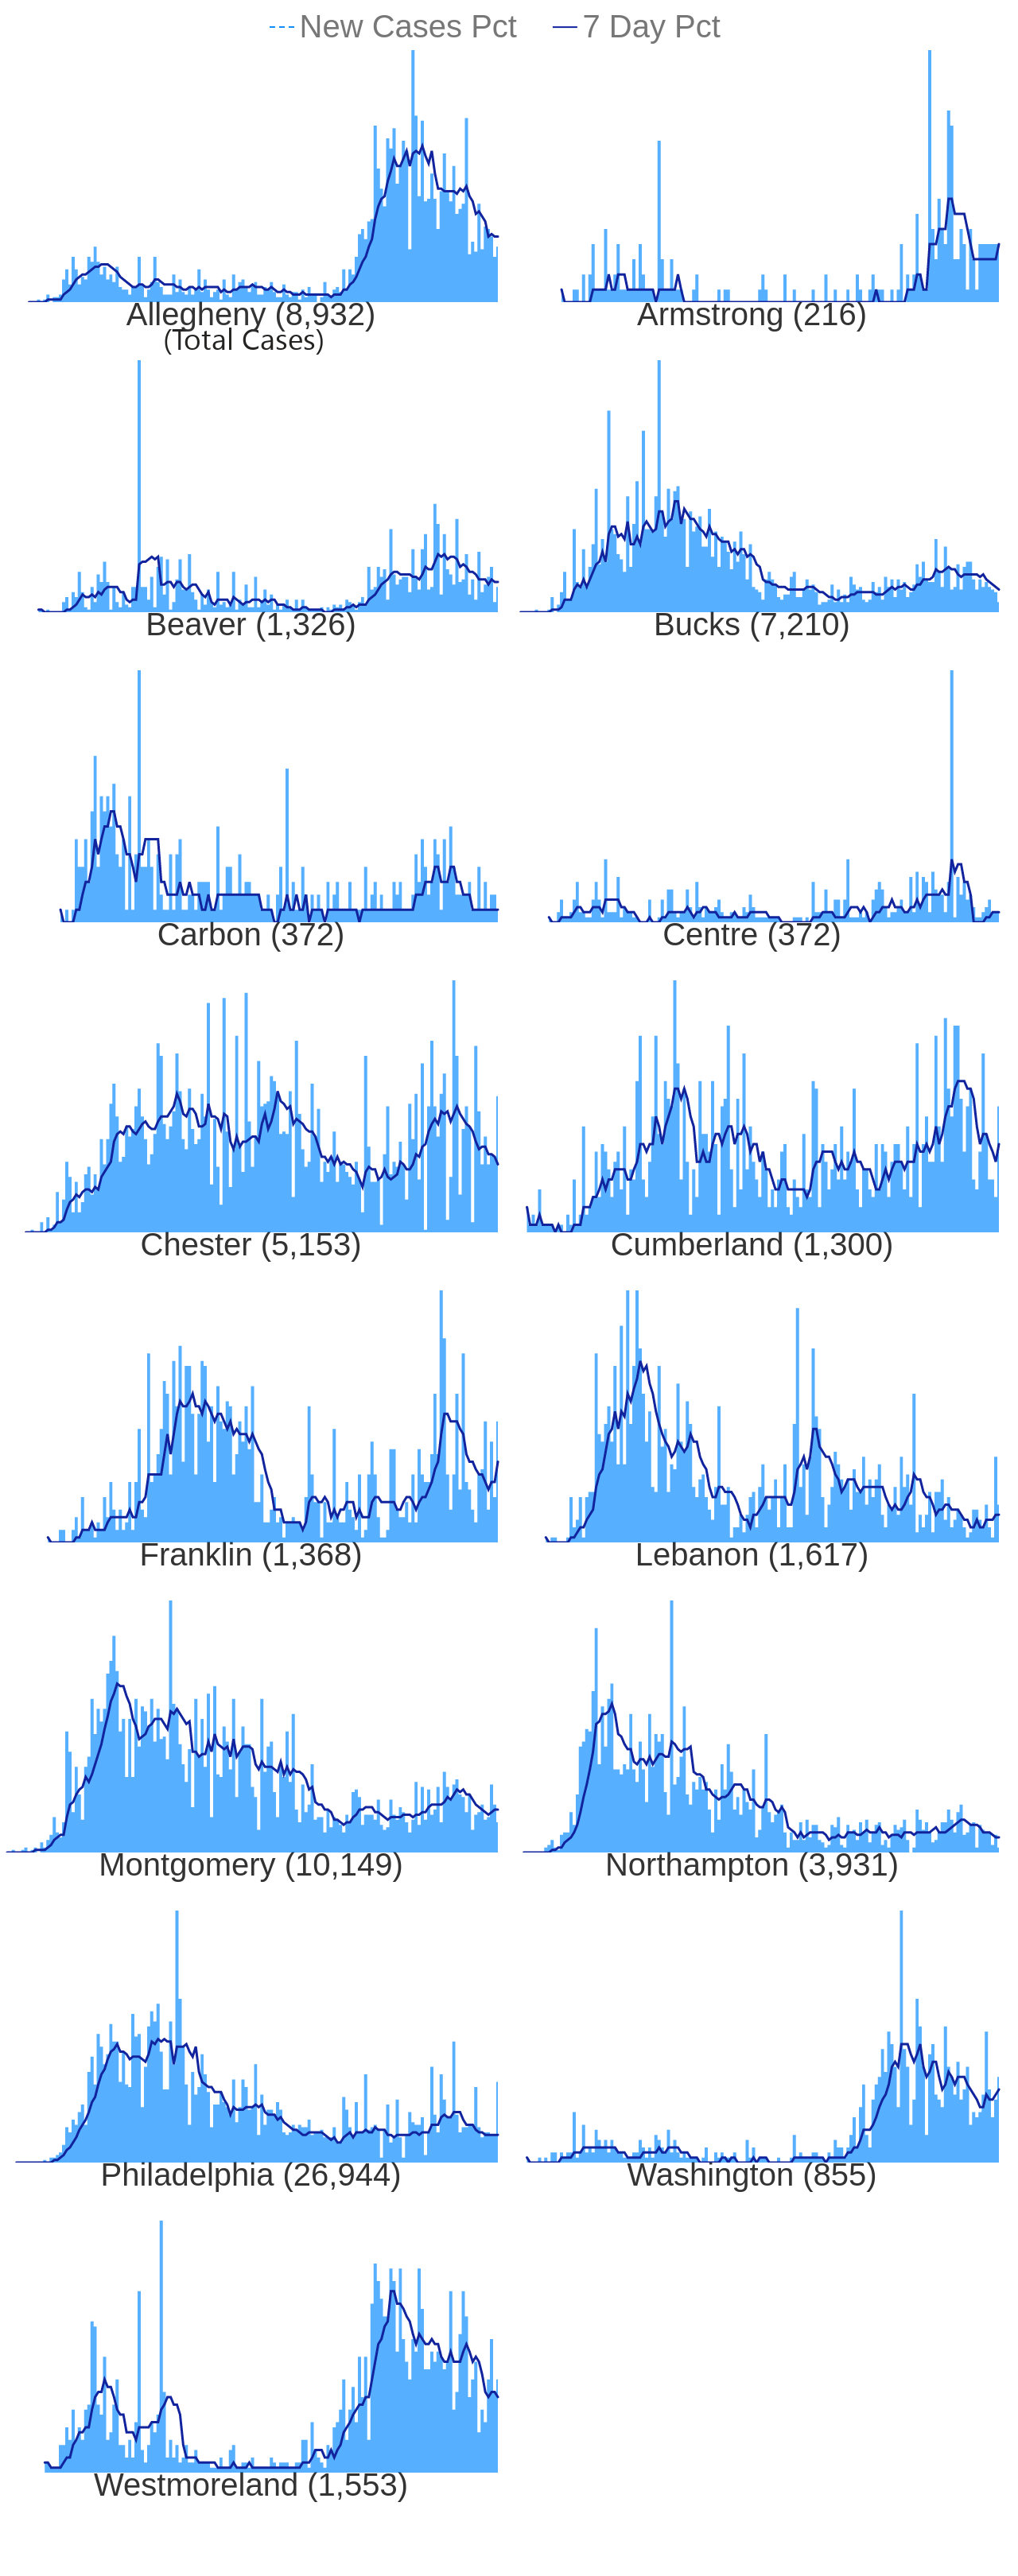 New Cases Pct 7 Day Pct
Allegheny (8,932) Armstrong (216)
(Total Cases)
Beaver (1,326) Bucks (7,210)
Carbon (372) Centre (372)
Chester (5,153) Cumberland (1,300)
Franklin (1,368) Lebanon (1,617)
Montgomery (10,149) Northampton (3,931)
Philadelphia (26,944) Washington (855)
Westmoreland (1,553)